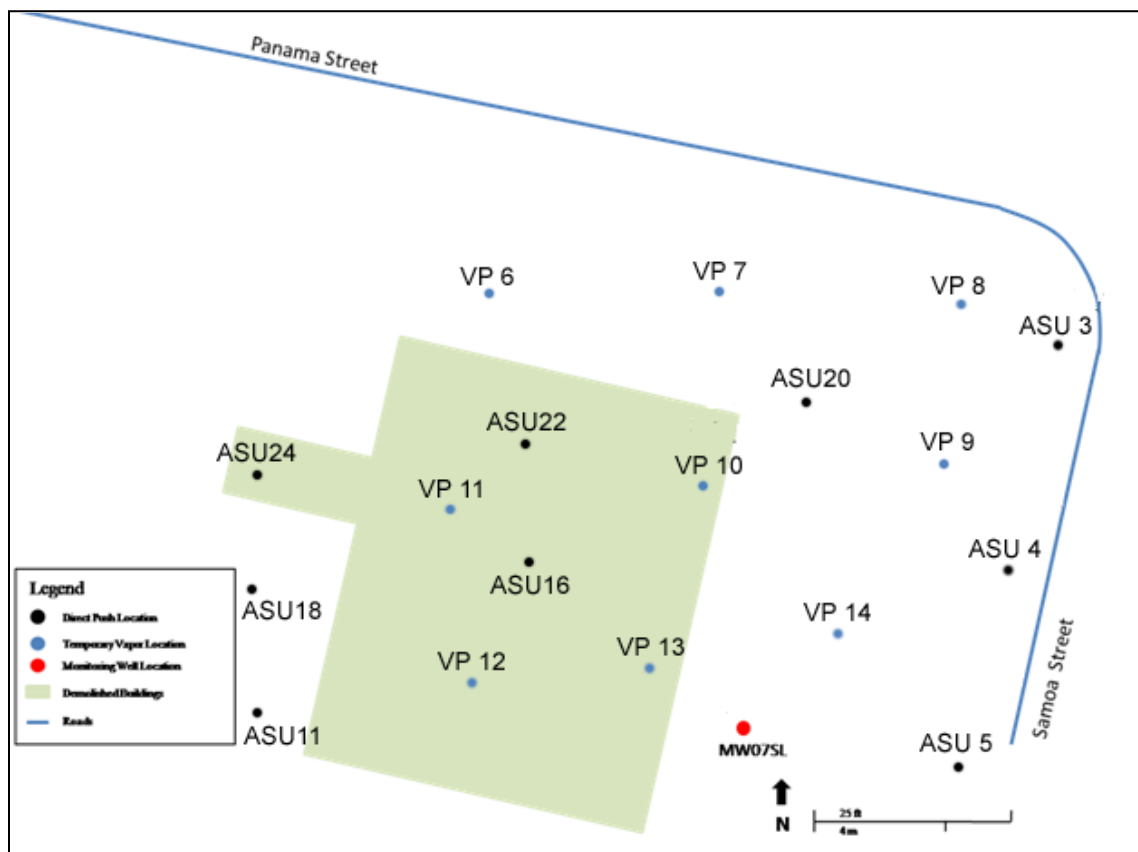 Panama Street
VP 6
VP 7
VP 8
ASU 3
ASU20
ASU22
ASU24
VP 9
VP 10
VP 11
ASU 4
ASU16
ASU18
VP 14
VP 13
VP 12
ASU11
MW07SL
ASU 5
Samoa Street
N
25 ft
4 m
Legend
Direct Push Location
Temporary Vapor Location
Monitoring Well Location
Demolished Buildings
Roads